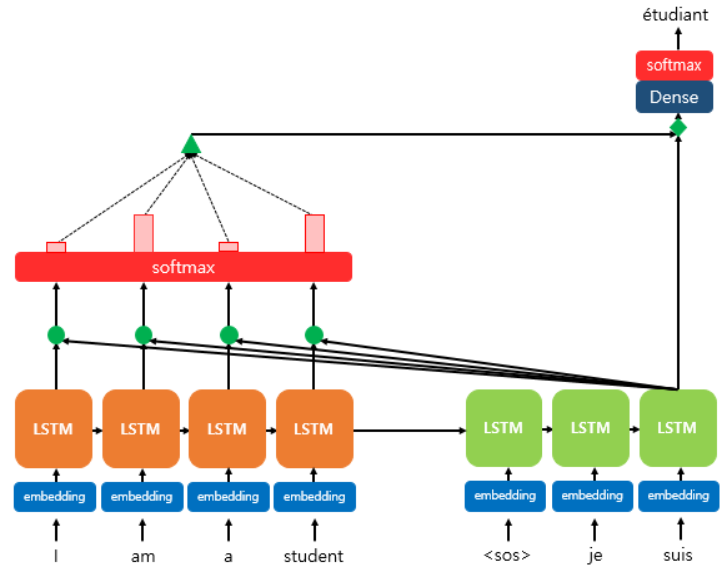 étudiant
softmax
Dense
softmax
LSTM LSTM LSTM LSTM LSTM LSTM LSTM
embedding embedding embedding embedding embedding embedding embedding
I am a student <sos> je suis